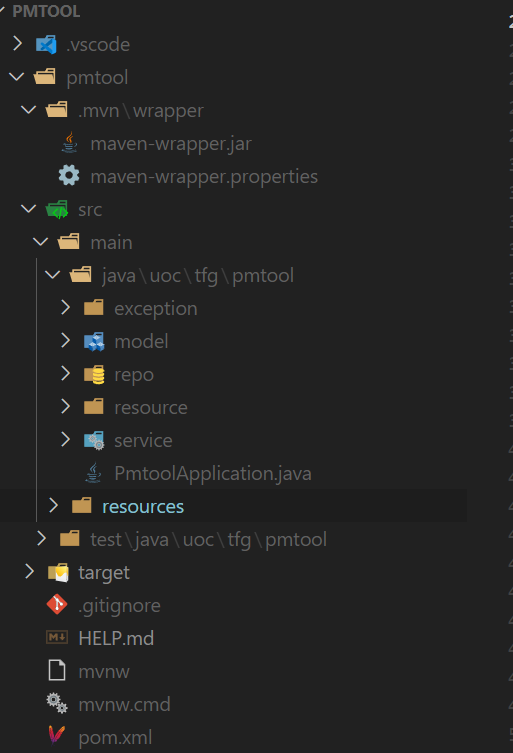 PMTOOL
.vscode
pmtool
.mvn\wrapper
maven-wrapper.jar
maven-wrapper.properties
src
main
java\uoc\tfg\pmtool
exception
model
repo
resource
service
PmtoolApplication.java
resources
test\java\uoc\tfg\pmtool
target
.gitignore
HELP.md
mvnw
mvnw.cmd
pom.xml